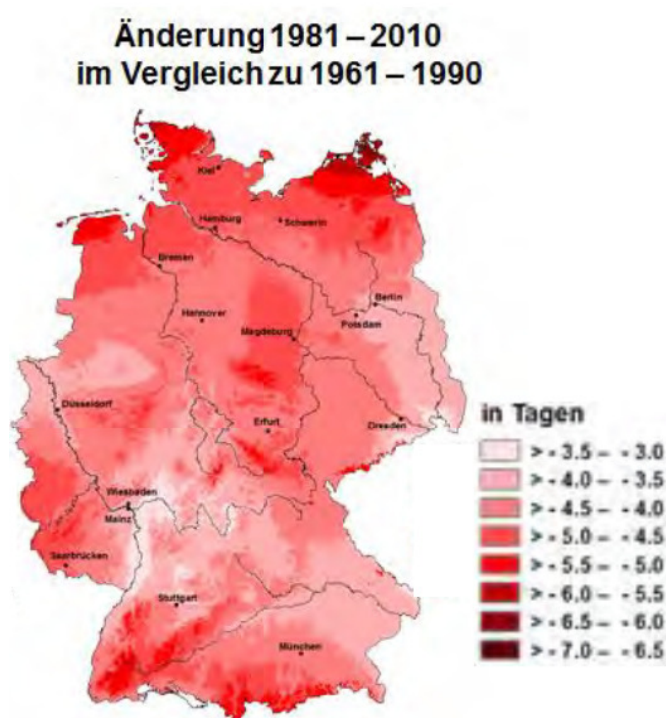 Änderung 1981 – 2010
im Vergleich zu 1961 – 1990
Kiel
Hamburg
Schwerin
Bremen
Berlin
Hannover
Potsdam
Magdeburg
Düsseldorf
Erfurt
Dresden
Wiesbaden
Mainz
Saarbrücken
Stuttgart
München
in Tagen
> - 3.5 – - 3.0
> - 4.0 – - 3.5
> - 4.5 – - 4.0
> - 5.0 – - 4.5
> - 5.5 – - 5.0
> - 6.0 – - 5.5
> - 6.5 – - 6.0
> - 7.0 – - 6.5